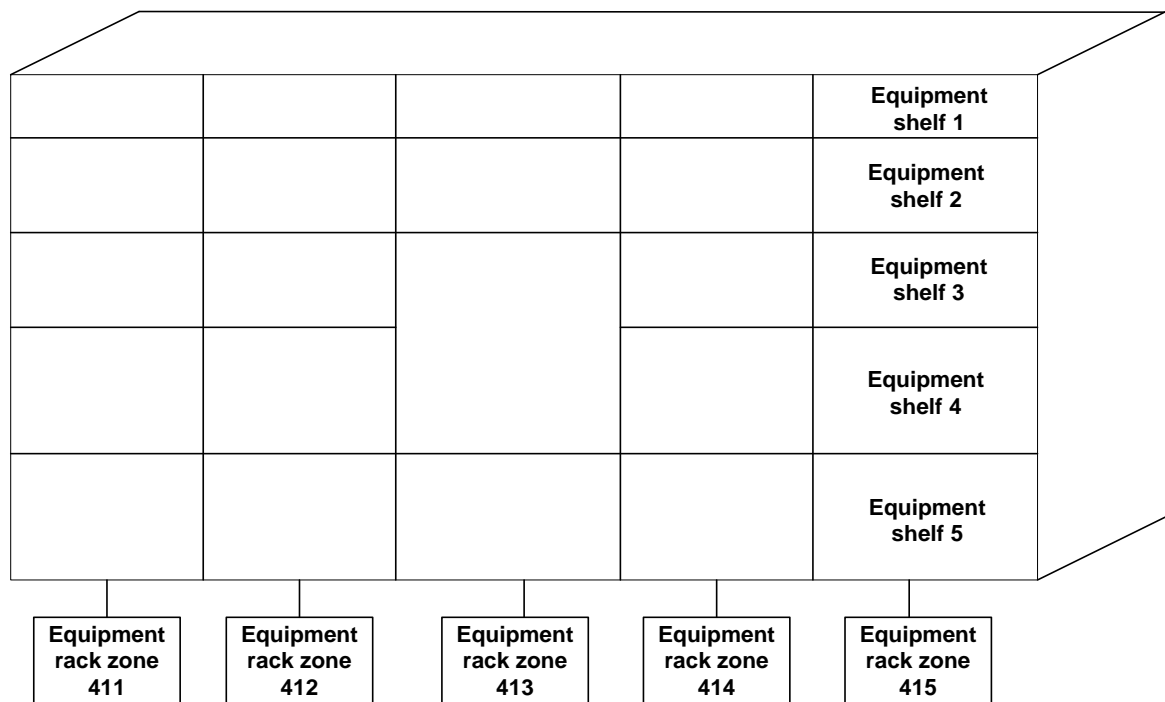 Equipment
shelf 1
Equipment
shelf 2
Equipment
shelf 3
Equipment
shelf 4
Equipment
shelf 5
Equipment
rack zone
411
Equipment
rack zone
412
Equipment
rack zone
413
Equipment
rack zone
414
Equipment
rack zone
415